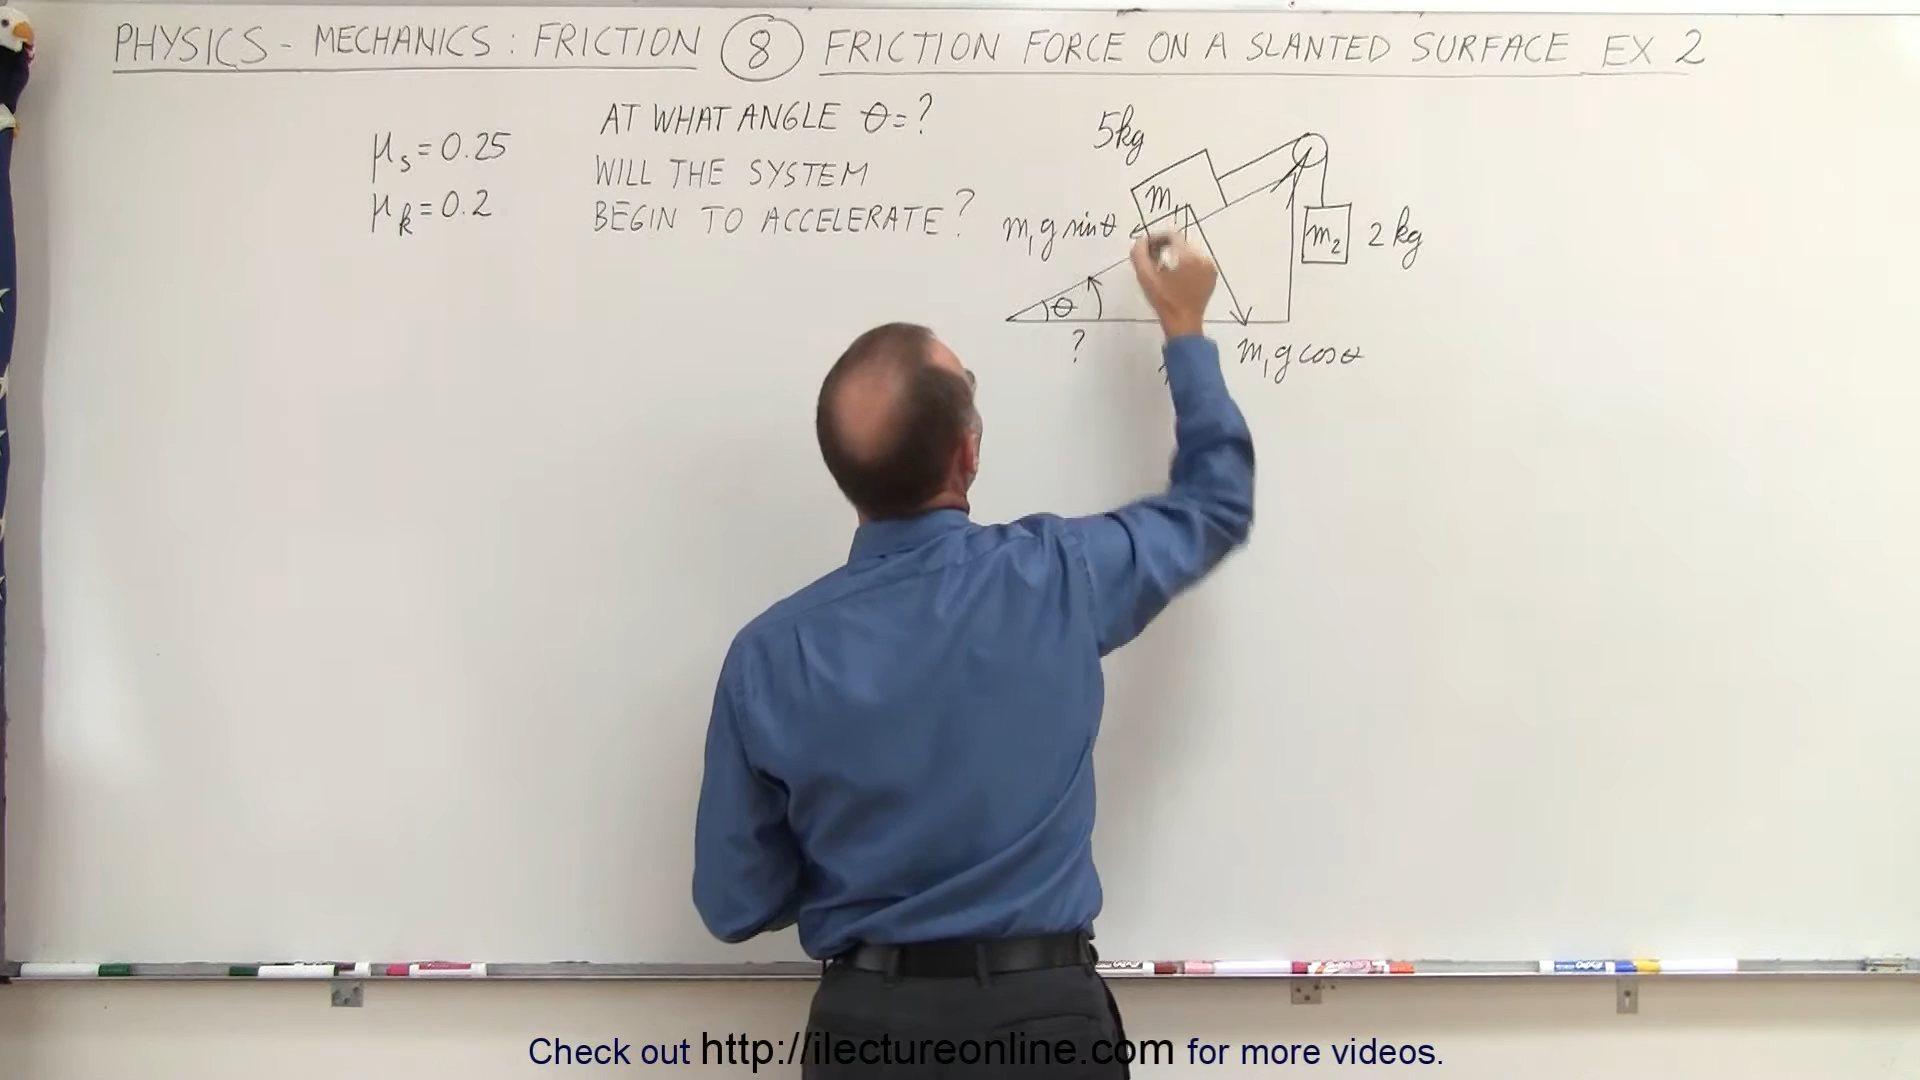 PHYSICS - MECHANICS : FRICTION 8 FRICTION FORCE ON A SLANTED SURFACE EX 2
μs = 0.25
μk = 0.2
AT WHAT ANGLE θ = ?
WILL THE SYSTEM
BEGIN TO ACCELERATE ?
5kg
m₁
m₁g sinθ
m₂ 2 kg
θ
?
m₁g cosθ
Check out http://ilectureonline.com for more videos.